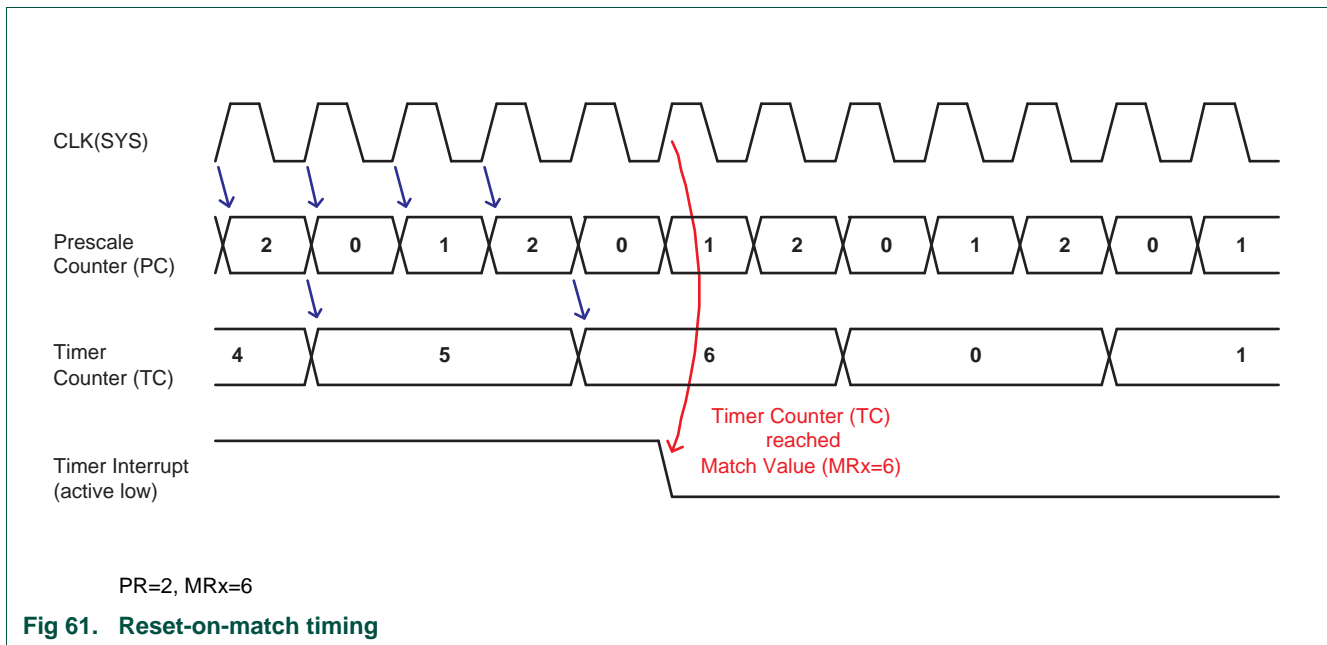 CLK(SYS)
Prescale
Counter (PC)
2 0 1 2 0 1 2 0 1 2 0 1
Timer
Counter (TC)
4 5 6 0 1
Timer Interrupt
(active low)
Timer Counter (TC)
reached
Match Value (MRx=6)
PR=2, MRx=6
Fig 61. Reset-on-match timing